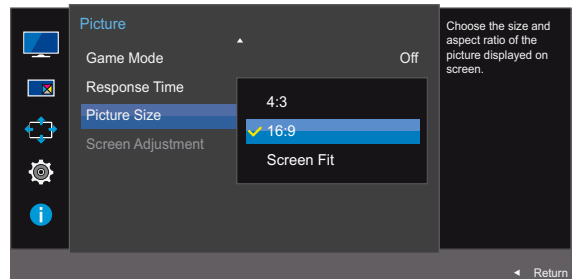 Picture
Game Mode
Off
Response Time
Picture Size
Screen Adjustment
4:3
16:9
Screen Fit
Choose the size and
aspect ratio of the
picture displayed on
screen.
Return